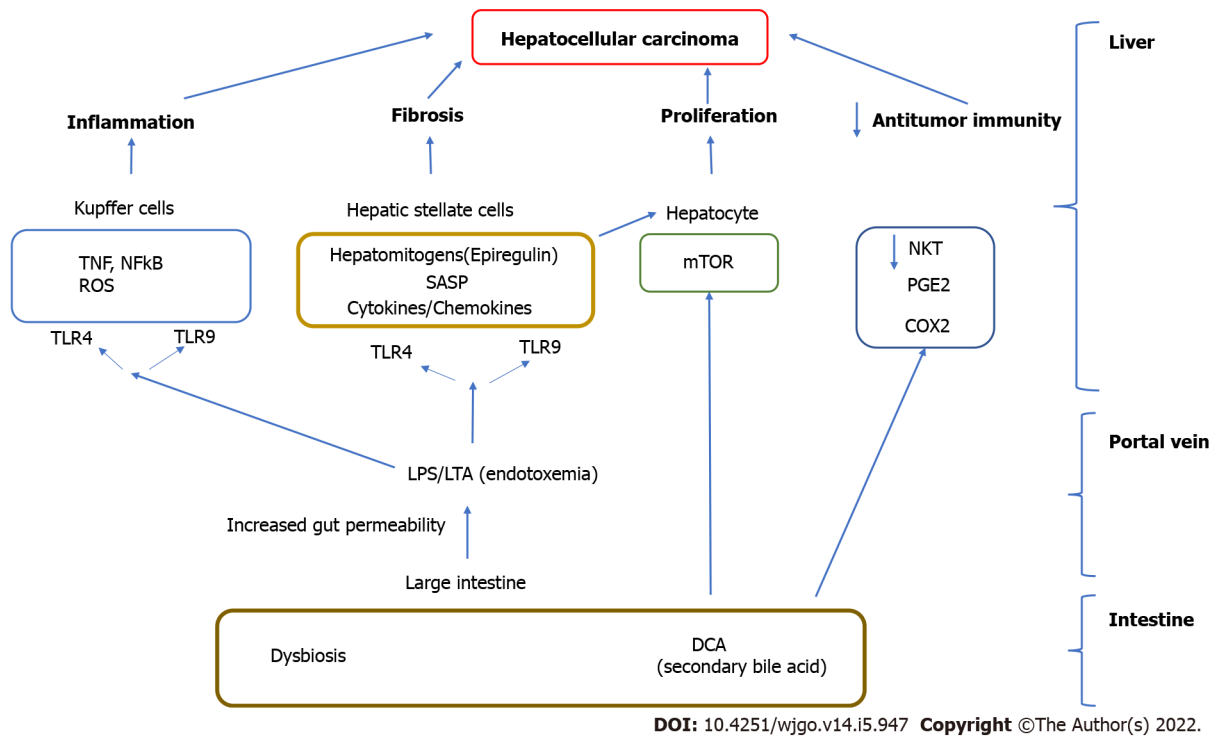 Hepatocellular carcinoma
Liver
Inflammation
Fibrosis
Proliferation
Antitumor immunity
Kupffer cells
Hepatic stellate cells
Hepatocyte
TNF, NFkB
ROS
Hepatomitogens(Epiregulin)
SASP
Cytokines/Chemokines
mTOR
NKT
PGE2
COX2
TLR4
TLR9
TLR4
TLR9
Portal vein
LPS/LTA (endotoxemia)
Increased gut permeability
Large intestine
Intestine
Dysbiosis
DCA
(secondary bile acid)
DOI: 10.4251/wjgo.v14.i5.947 Copyright ©The Author(s) 2022.